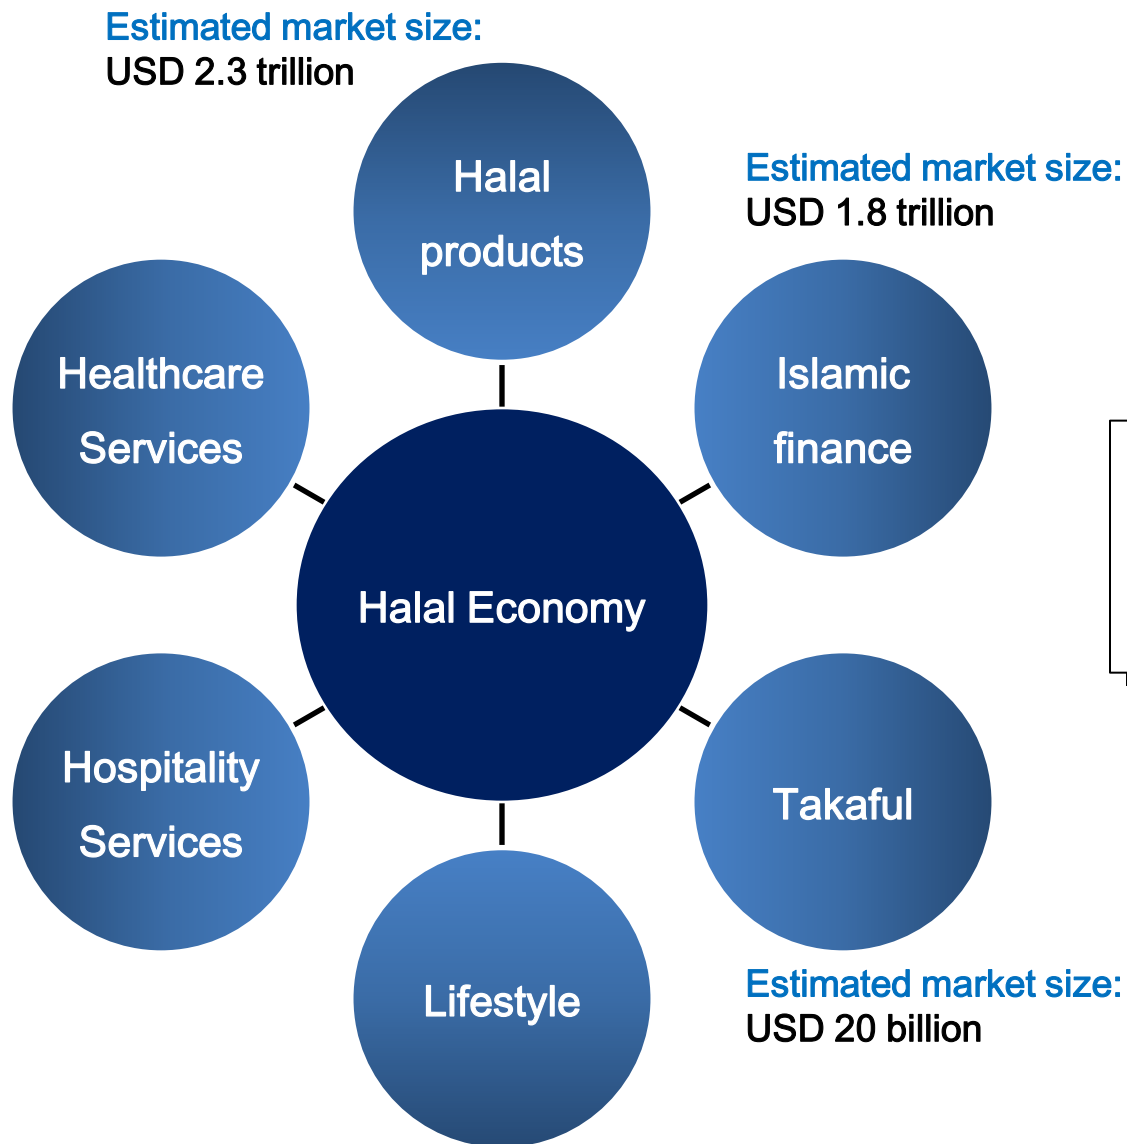 Estimated market size:
USD 2.3 trillion
Halal
products
Estimated market size:
USD 1.8 trillion
Healthcare
Services
Islamic
finance
Halal Economy
Hospitality
Services
Takaful
Lifestyle
Estimated market size:
USD 20 billion